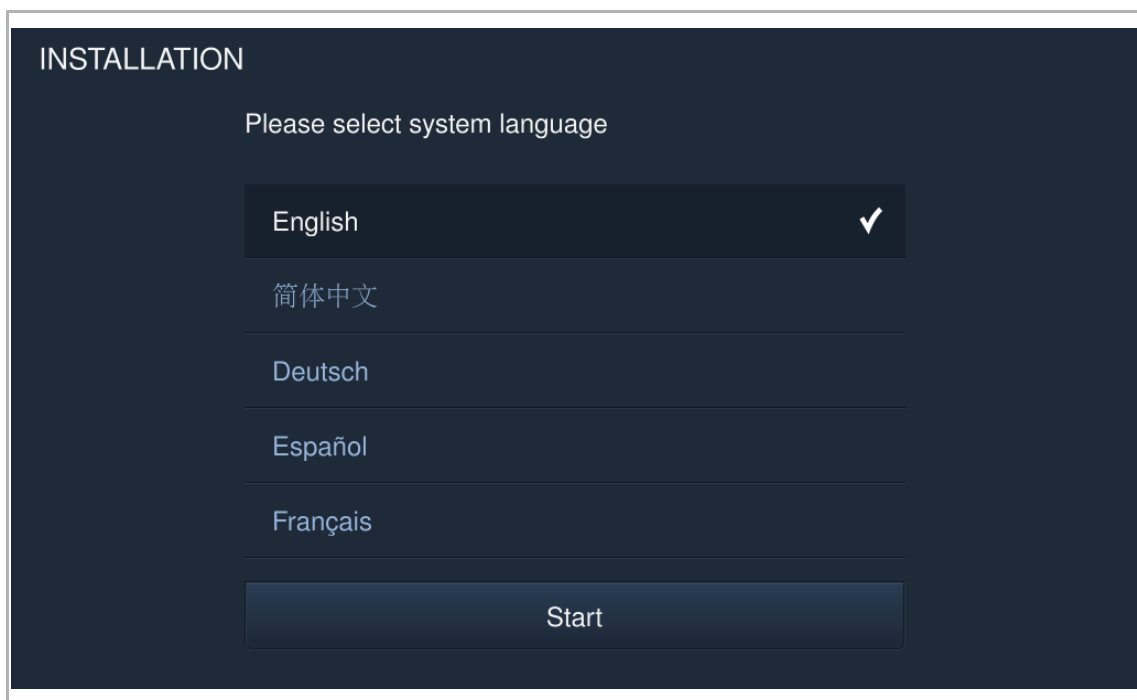 INSTALLATION
Please select system language
English
简体中文
Deutsch
Español
Français
Start